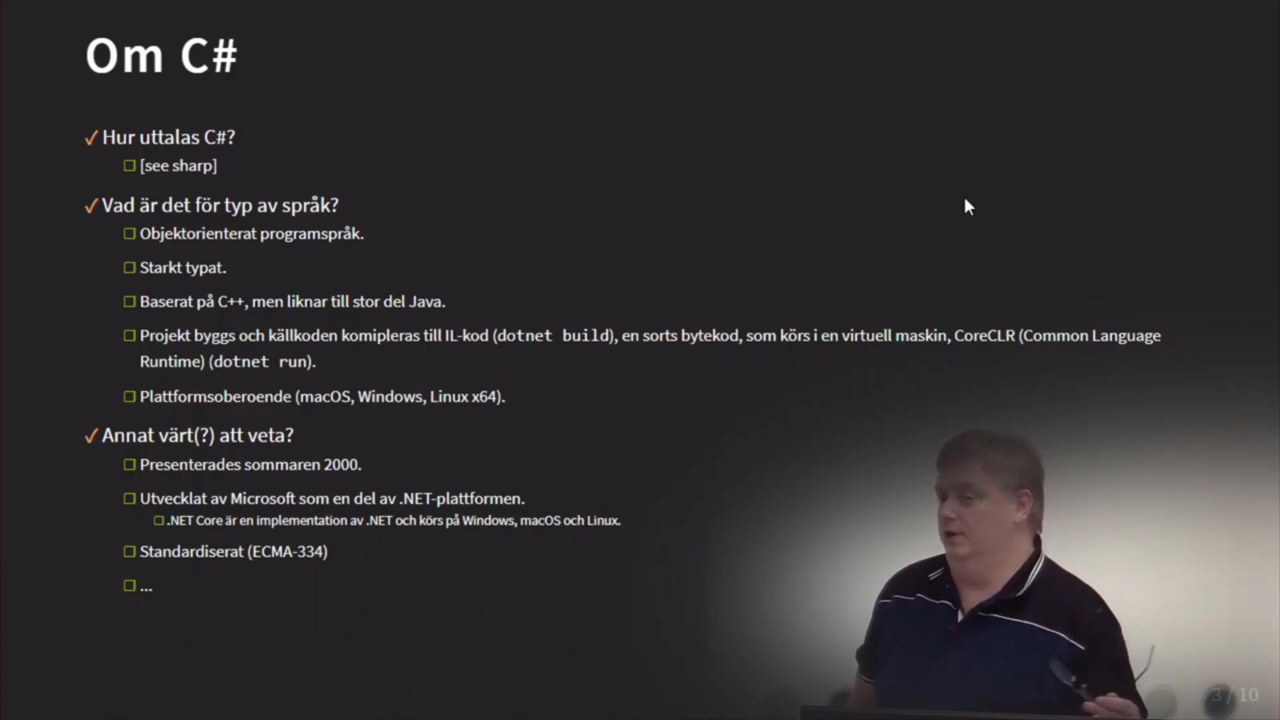 Om C#
Hur uttalas C#?
[see sharp]
Vad är det för typ av språk?
Objektorienterat programspråk.
Starkt typat.
Baserat på C++, men liknar till stor del Java.
Projekt byggs och källkoden komipleras till IL-kod (dotnet build), en sorts bytekod, som körs i en virtuell maskin, CoreCLR (Common Language
Runtime) (dotnet run).
Plattformsoberoende (macOS, Windows, Linux x64).
Annat värt(?) att veta?
Presenterades sommaren 2000.
Utvecklat av Microsoft som en del av .NET-plattformen.
.NET Core är en implementation av .NET och körs på Windows, macOS och Linux.
Standardiserat (ECMA-334)
...
3 / 10